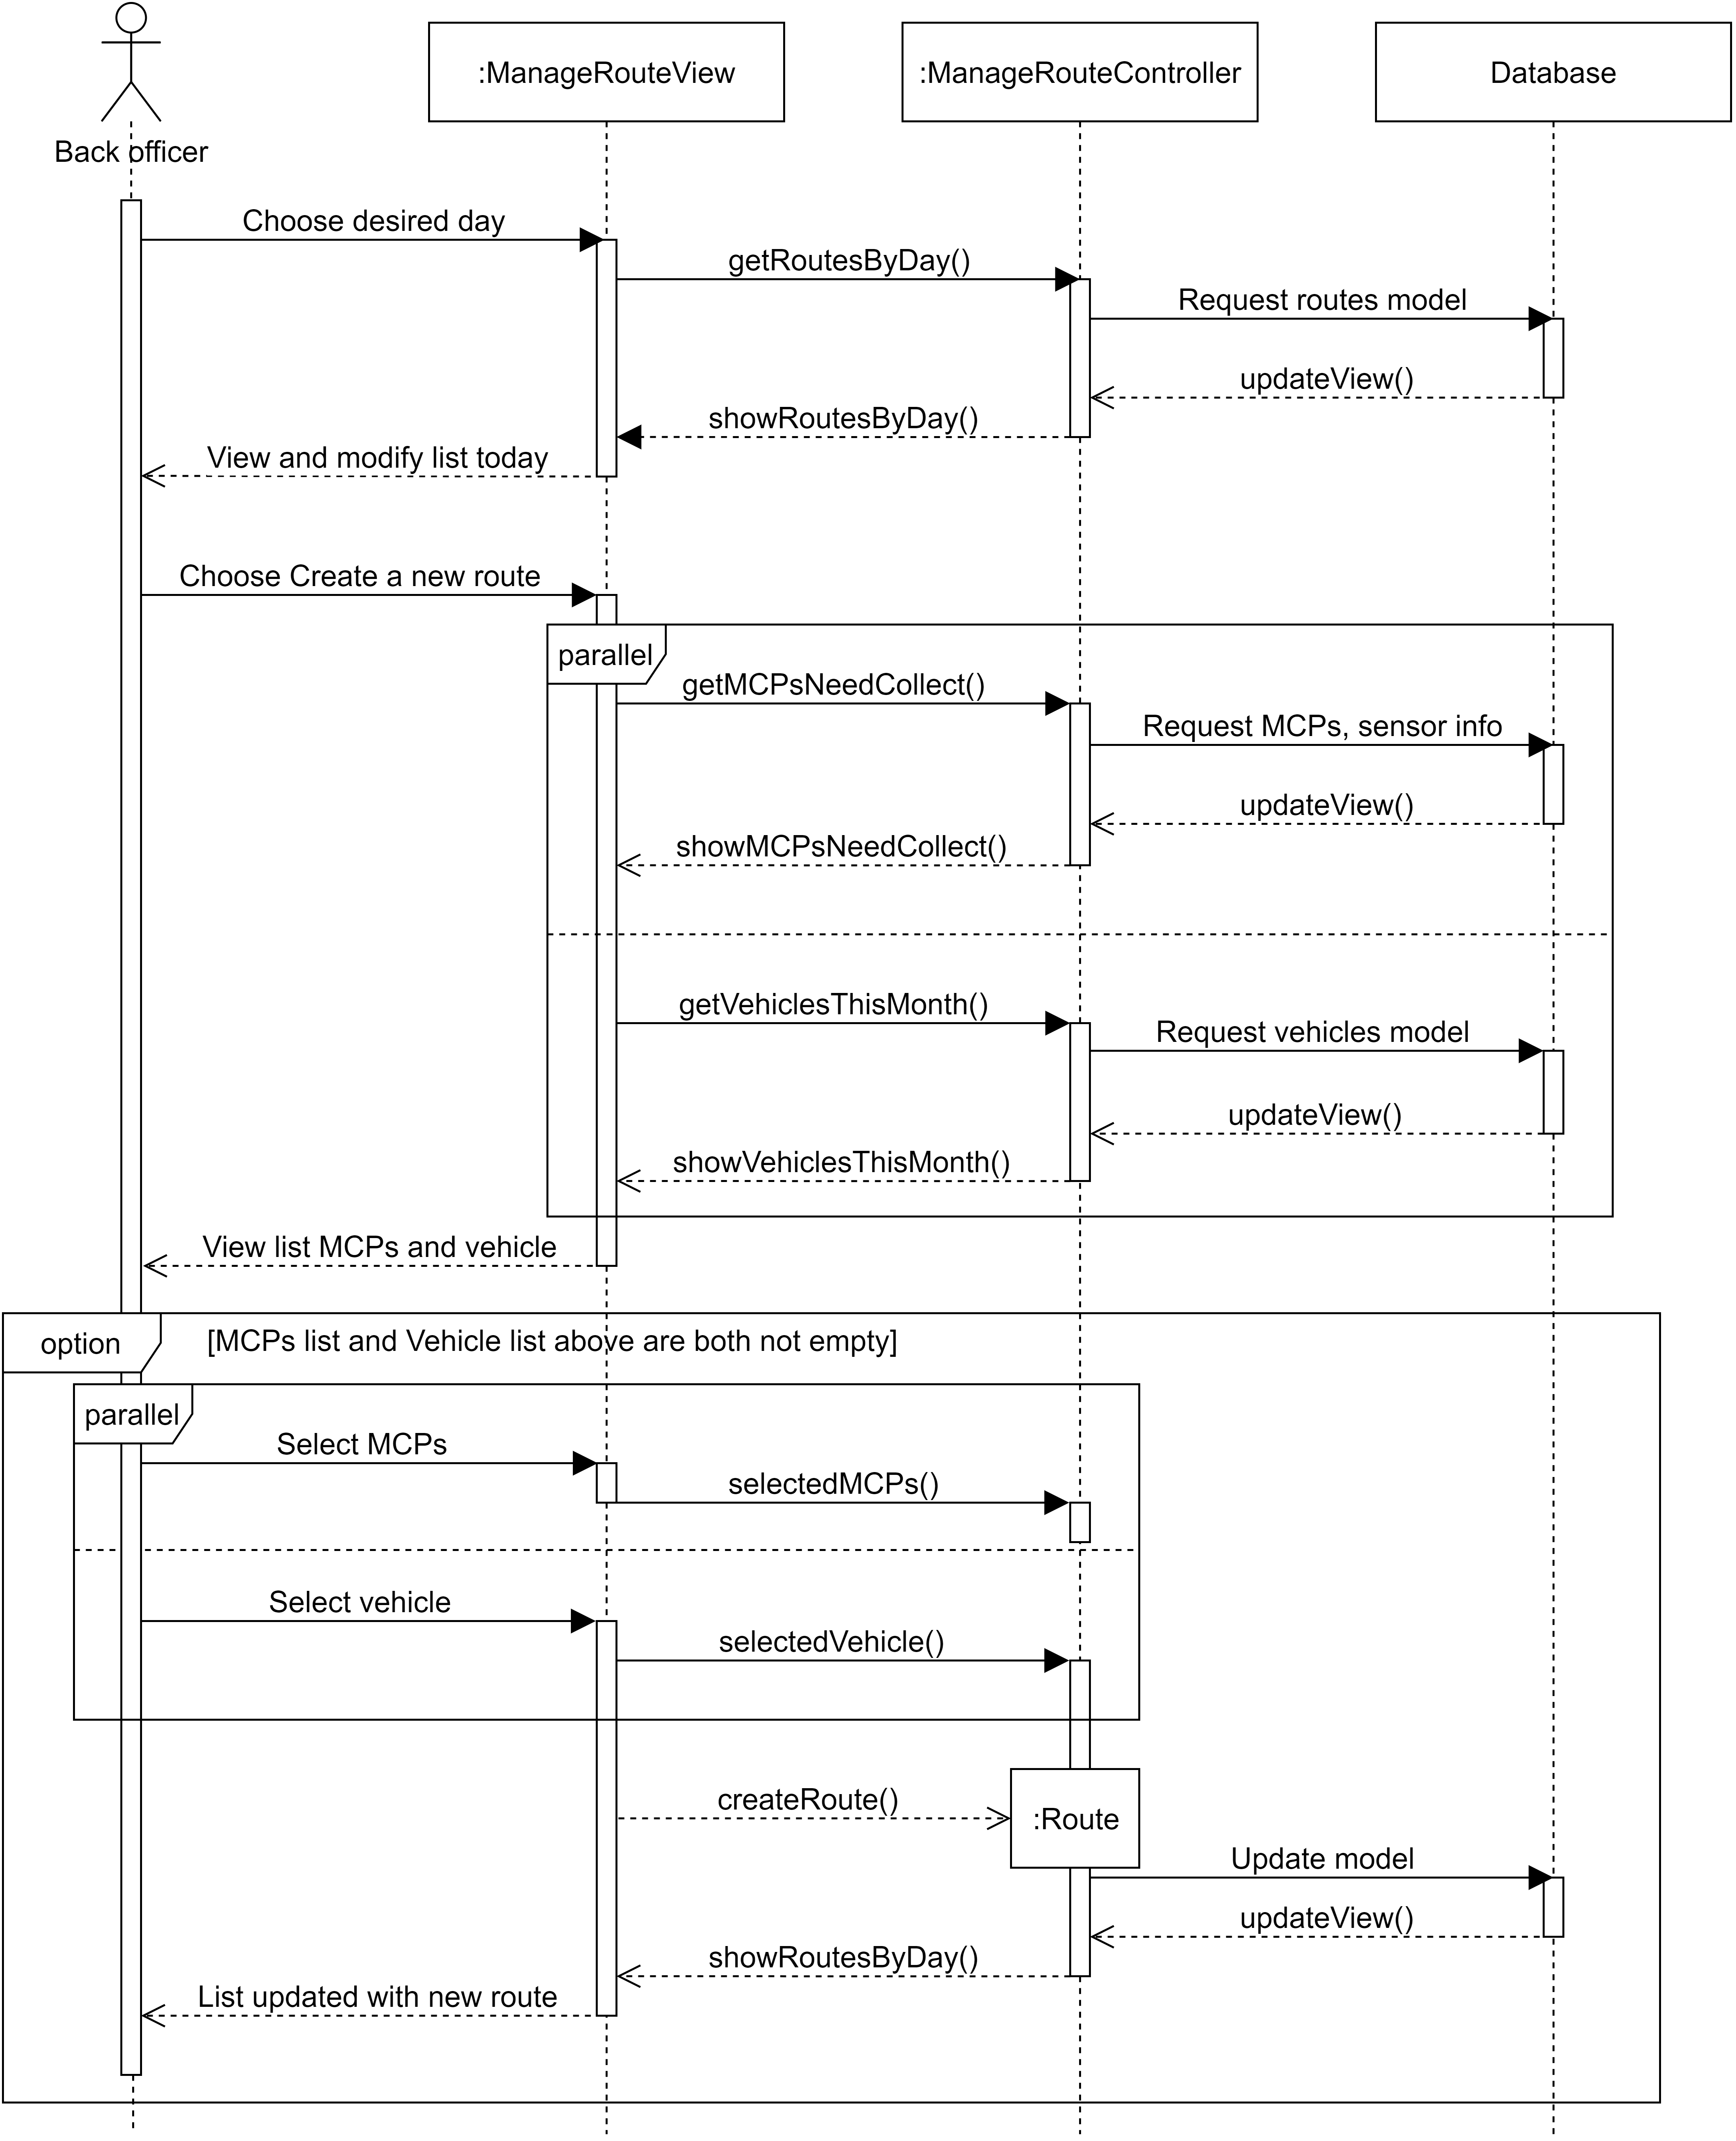 :ManageRouteView
:ManageRouteController
Database
Back officer
Choose desired day
getRoutesByDay()
Request routes model
updateView()
showRoutesByDay()
View and modify list today
Choose Create a new route
parallel
getMCPsNeedCollect()
Request MCPs, sensor info
updateView()
showMCPsNeedCollect()
getVehiclesThisMonth()
Request vehicles model
updateView()
showVehiclesThisMonth()
View list MCPs and vehicle
option
[MCPs list and Vehicle list above are both not empty]
parallel
Select MCPs
selectedMCPs()
Select vehicle
selectedVehicle()
createRoute()
:Route
Update model
updateView()
showRoutesByDay()
List updated with new route